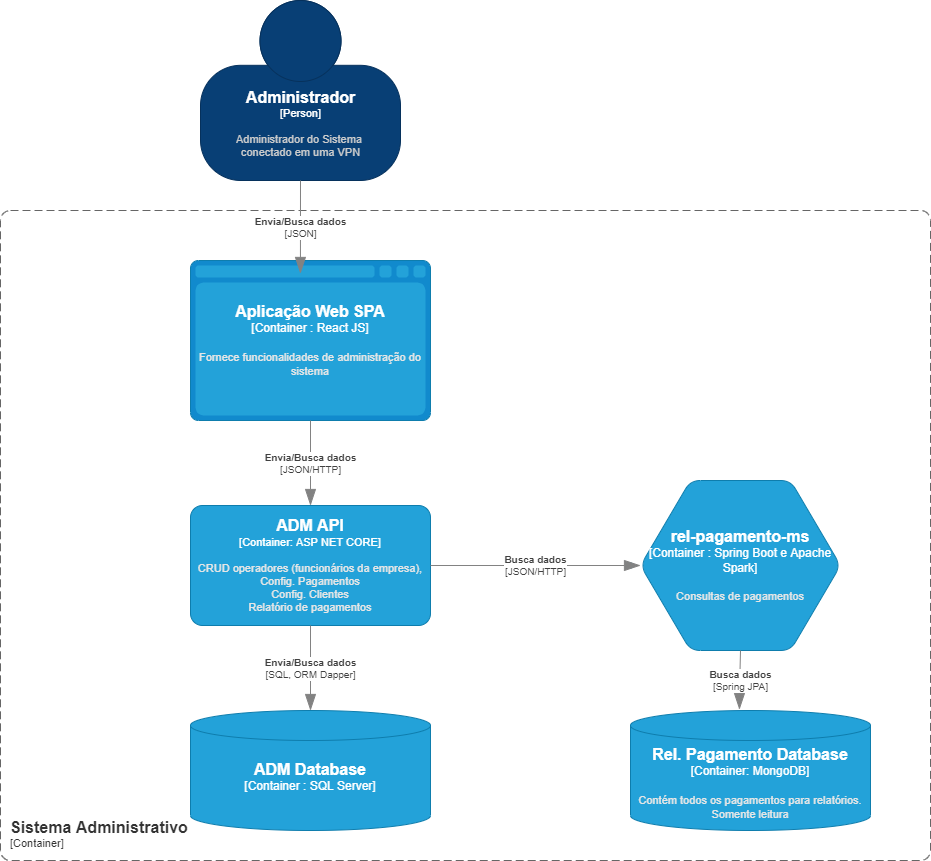 Administrador
[Person]
Administrador do Sistema
conectado em uma VPN
Envia/Busca dados
[JSON]
Aplicação Web SPA
[Container : React JS]
Fornece funcionalidades de administração do
sistema
Envia/Busca dados
[JSON/HTTP]
ADM API
[Container: ASP NET CORE]
CRUD operadores (funcionários da empresa),
Config. Pagamentos
Config. Clientes
Relatório de pagamentos
Busca dados
[JSON/HTTP]
rel-pagamento-ms
[Container : Spring Boot e Apache
Spark]
Consultas de pagamentos
Envia/Busca dados
[SQL, ORM Dapper]
Busca dados
[Spring JPA]
ADM Database
[Container : SQL Server]
Rel. Pagamento Database
[Container: MongoDB]
Contém todos os pagamentos para relatórios.
Somente leitura
Sistema Administrativo
[Container]